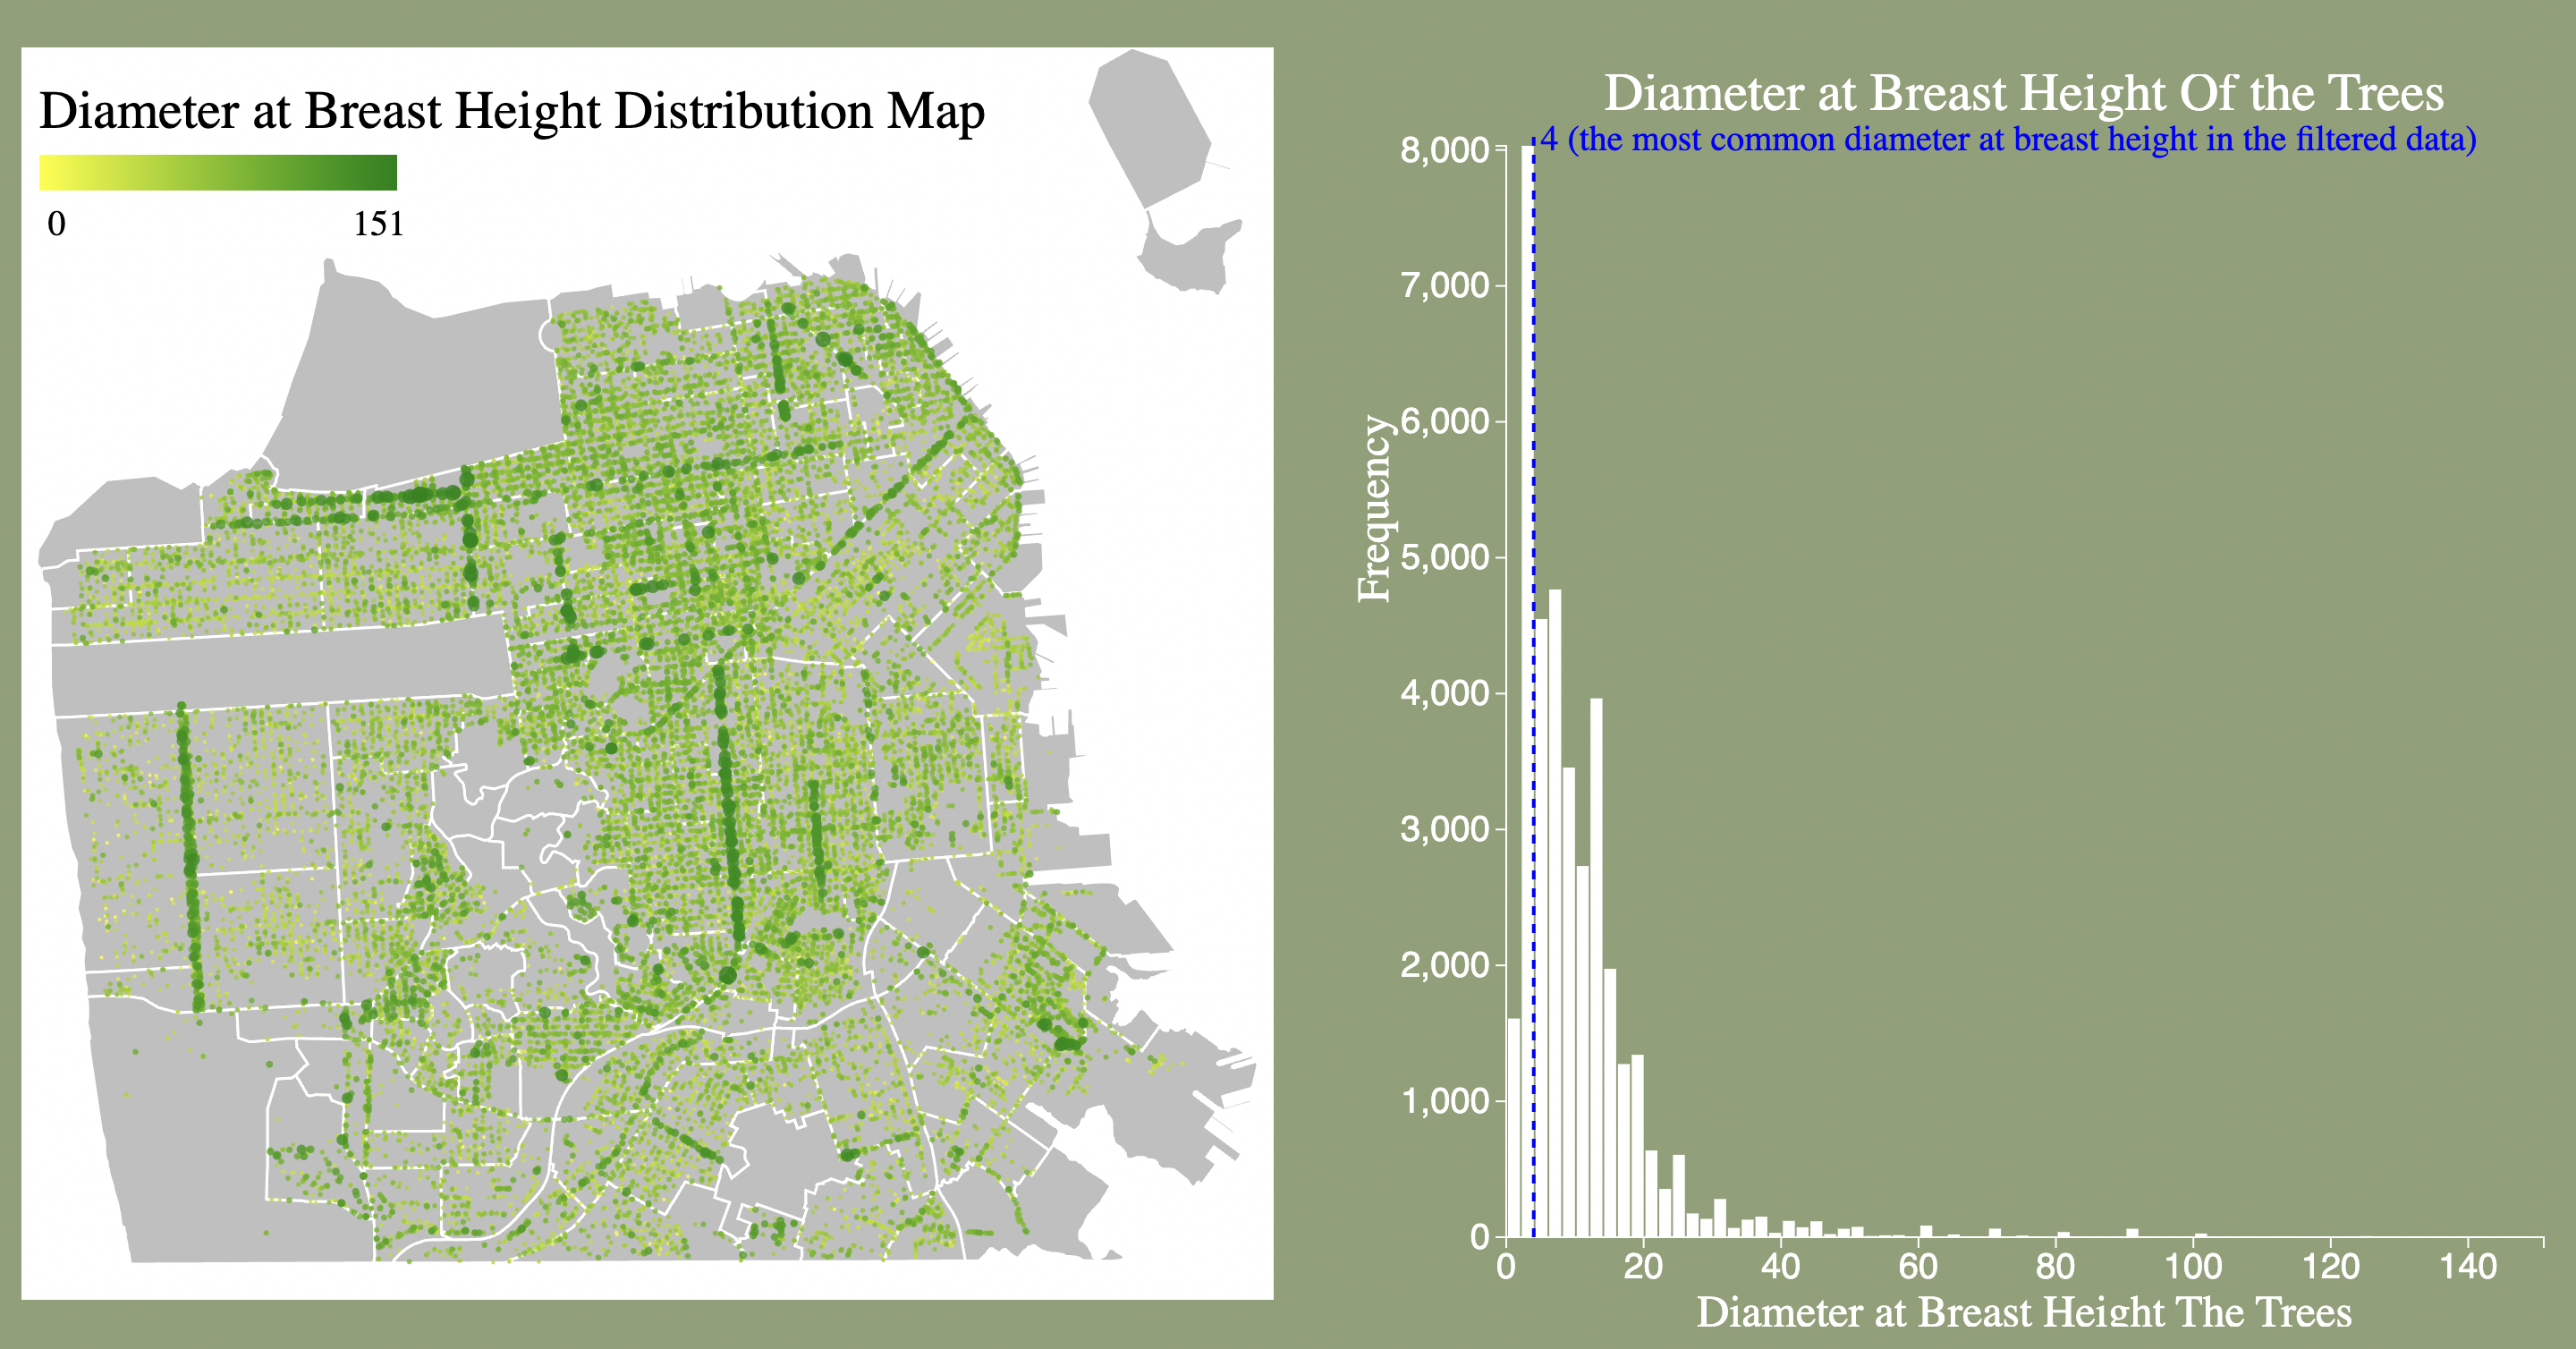 Diameter at Breast Height Distribution Map
0 151
Diameter at Breast Height Of the Trees
4 (the most common diameter at breast height in the filtered data)
8,000
7,000
6,000
5,000
4,000
3,000
2,000
1,000
0
Frequency
0 20 40 60 80 100 120 140
Diameter at Breast Height The Trees